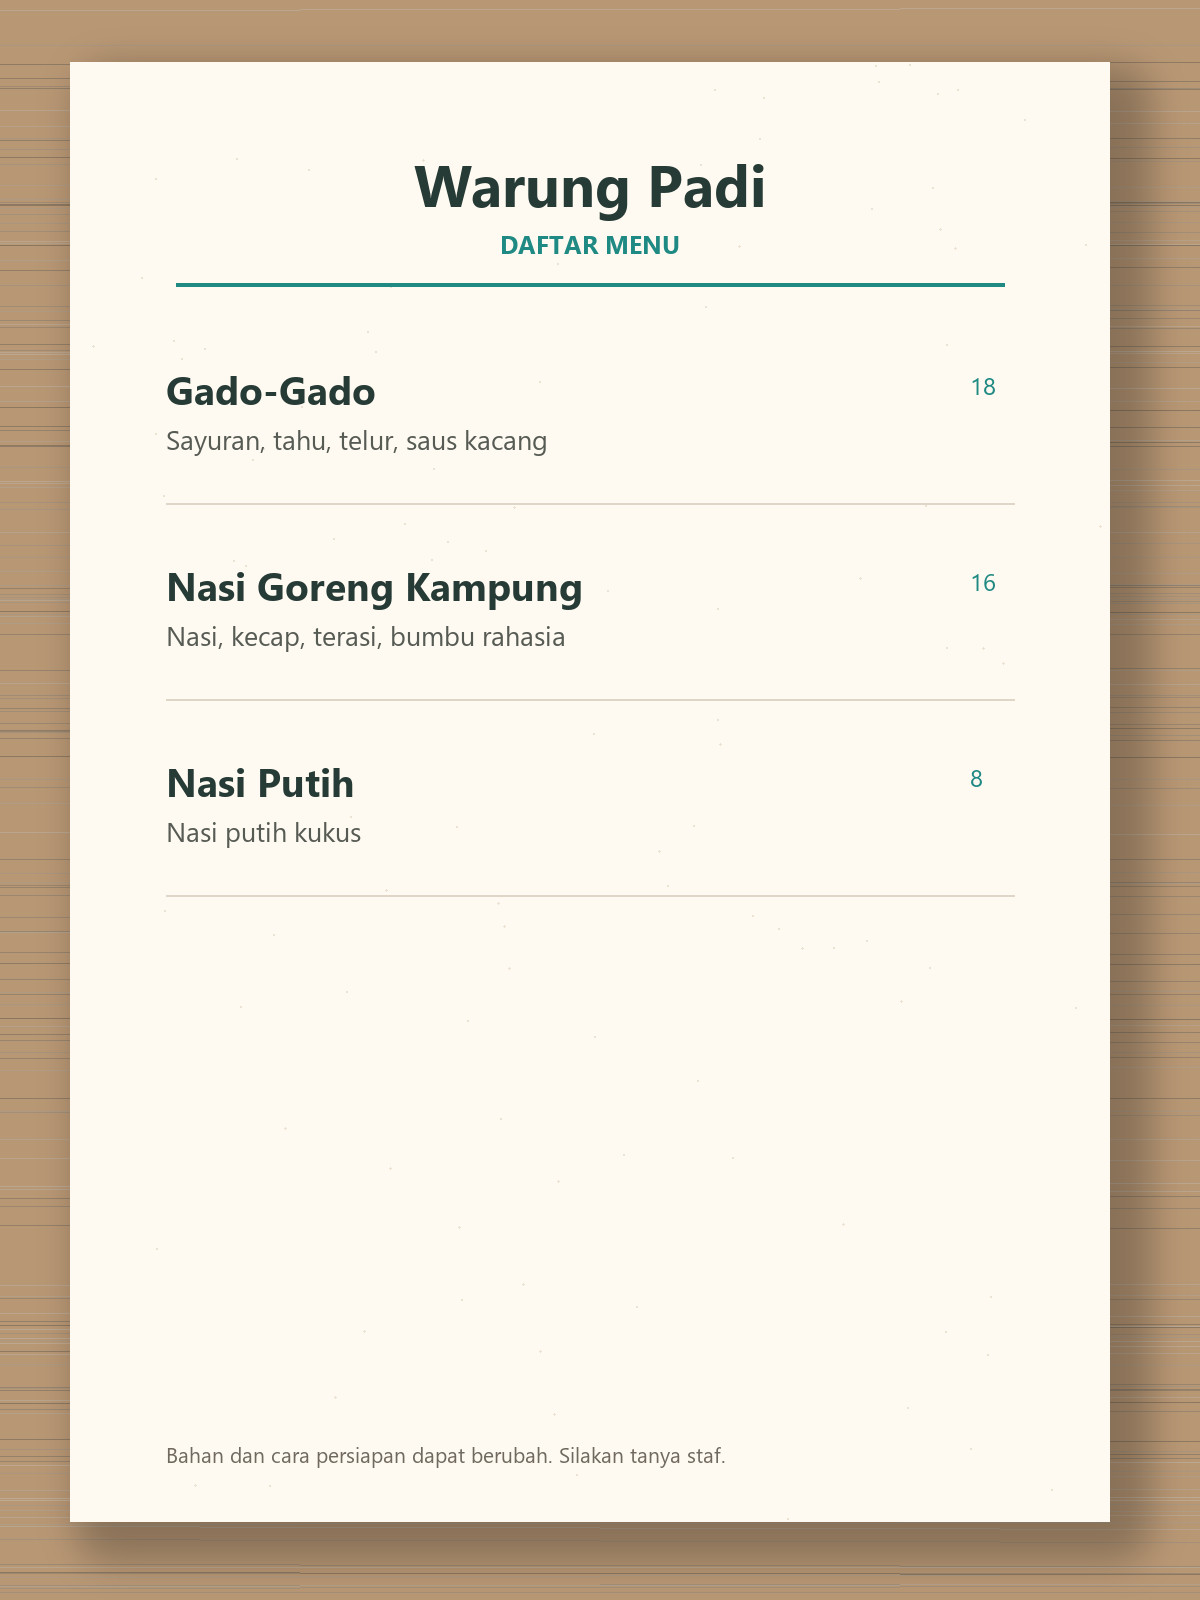 Warung Padi
DAFTAR MENU
Gado-Gado 18
Sayuran, tahu, telur, saus kacang
Nasi Goreng Kampung 16
Nasi, kecap, terasi, bumbu rahasia
Nasi Putih 8
Nasi putih kukus
Bahan dan cara persiapan dapat berubah. Silakan tanya staf.